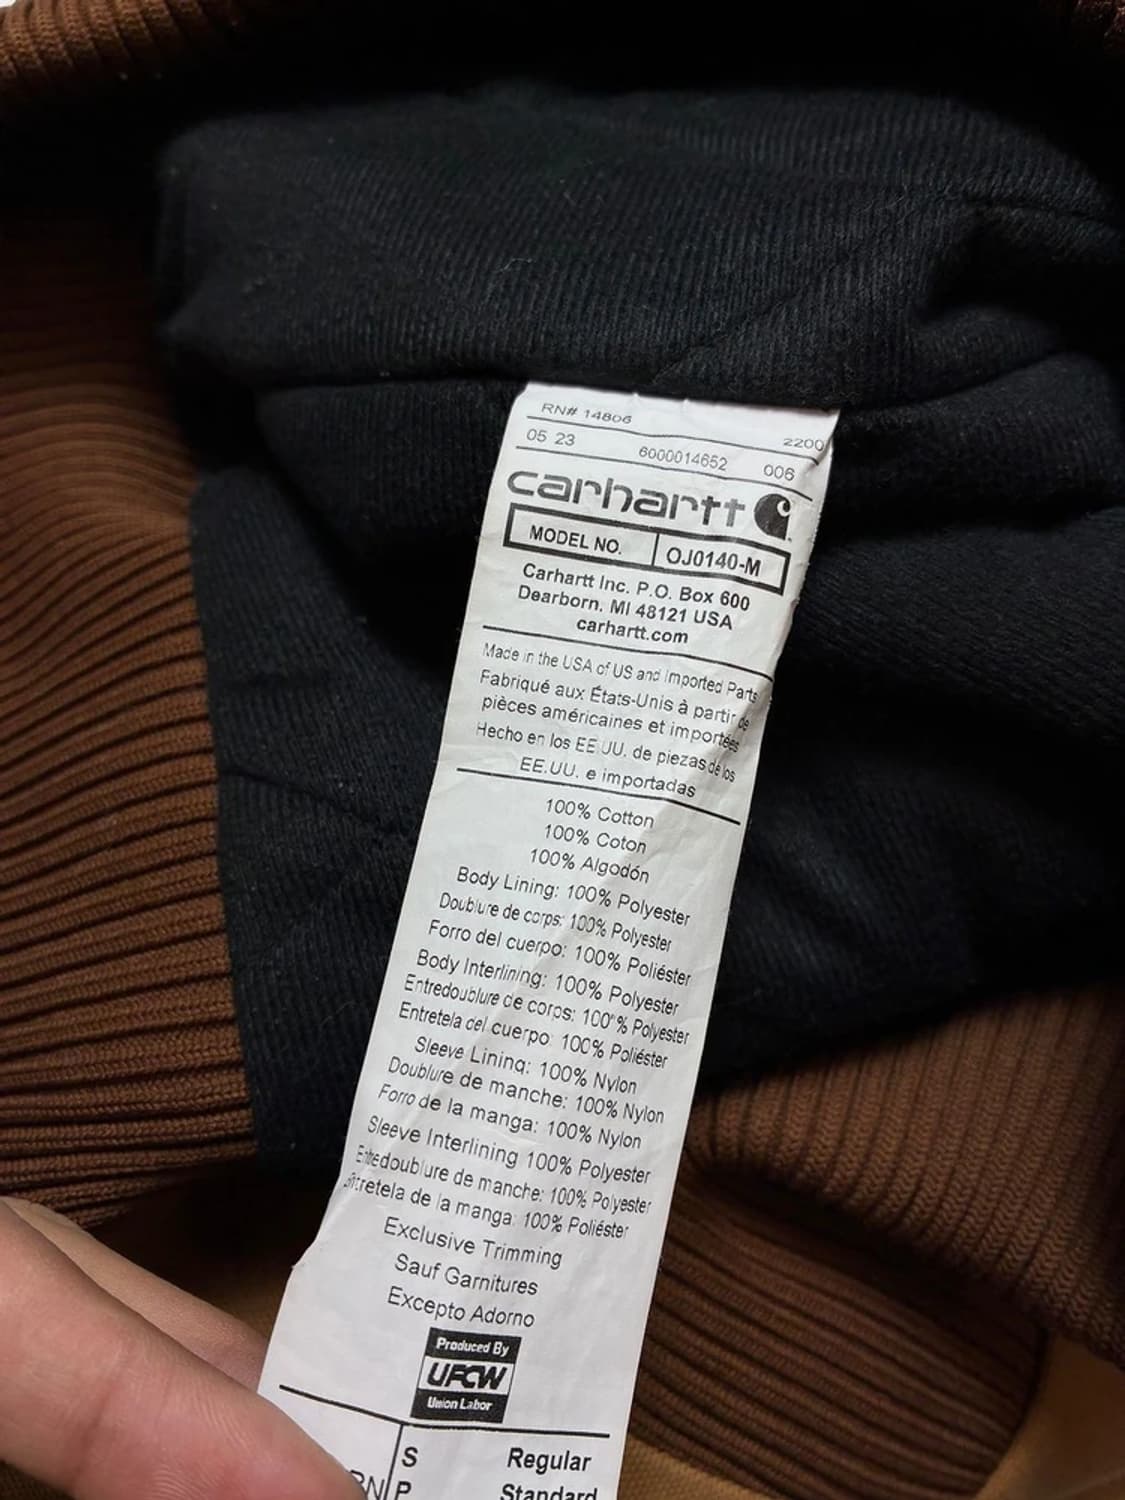 RN# 14806
2200
05 23 6000014652 006
carhartt
MODEL NO. OJ0140-M
Carhartt Inc. P.O. Box 600
Dearborn, MI 48121 USA
carhartt.com
Made in the USA of US and Imported Parts
Fabriqué aux États-Unis à partir de
pièces américaines et importées
Hecho en los EE.UU. de piezas de los
EE.UU. e importadas
100% Cotton
100% Coton
100% Algodón
Body Lining: 100% Polyester
Doublure de corps: 100% Polyester
Forro del cuerpo: 100% Poliéster
Body Interlining: 100% Polyester
Entredoublure de corps: 100% Polyester
Entretela del cuerpo: 100% Poliéster
Sleeve Lining: 100% Nylon
Doublure de manche: 100% Nylon
Forro de la manga: 100% Nylon
Sleeve Interlining 100% Polyester
Entredoublure de manche: 100% Polyester
Entretela de la manga: 100% Poliéster
Exclusive Trimming
Sauf Garnitures
Excepto Adorno
Produced By
UFCW
Union Labor
S Regular
P Standard